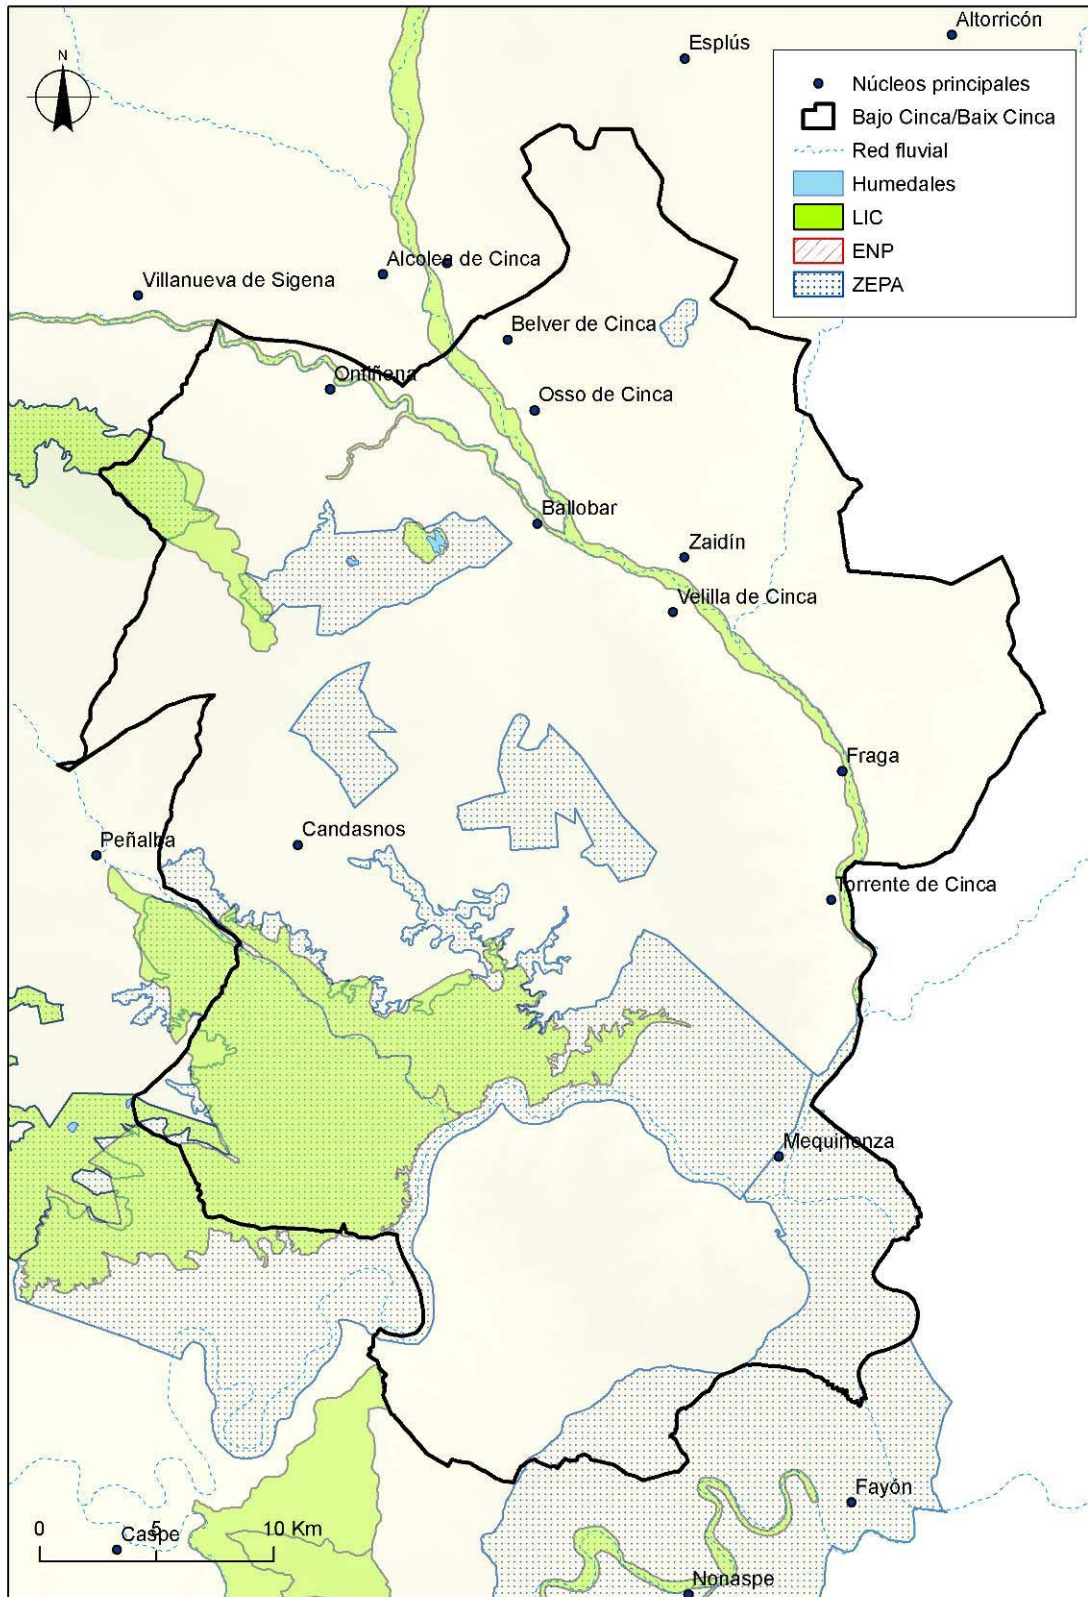 Altorricón
Esplús
N
Núcleos principales
Bajo Cinca/Baix Cinca
Red fluvial
Humedales
LIC
ENP
ZEPA
Alcolea de Cinca
Villanueva de Sigena
Belver de Cinca
Ontiñena
Osso de Cinca
Ballobar
Zaidín
Velilla de Cinca
Fraga
Candasnos
Peñalba
Torrente de Cinca
Mequinenza
Fayón
0 5 10 Km
Caspe
Nonaspe